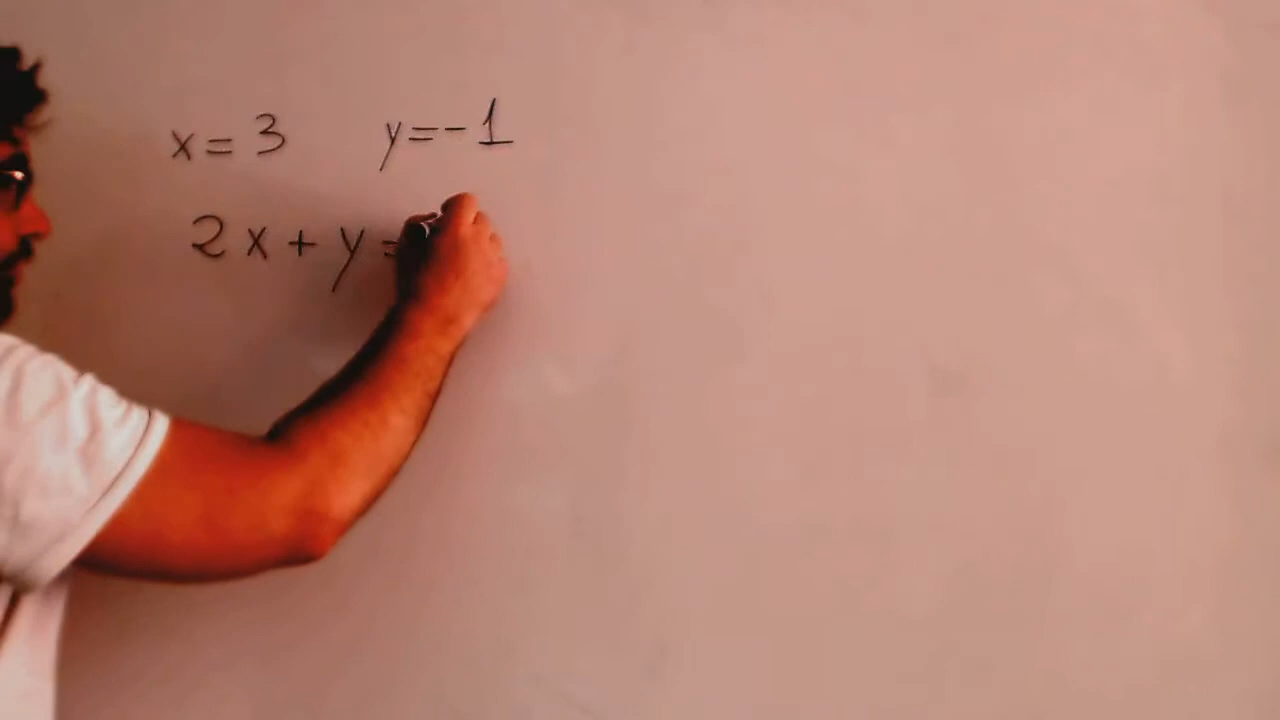 x = 3 y = -1
2x + y =